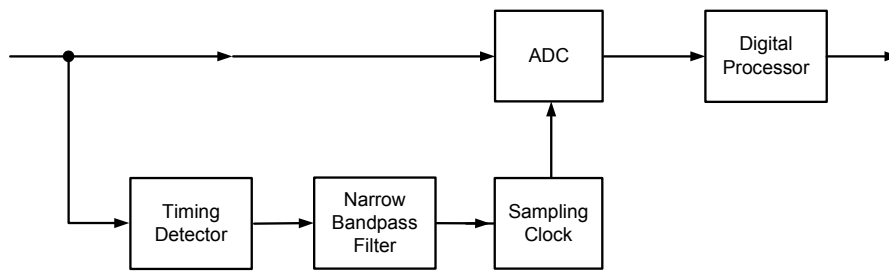 ADC
Digital
Processor
Timing
Detector
Narrow
Bandpass
Filter
Sampling
Clock